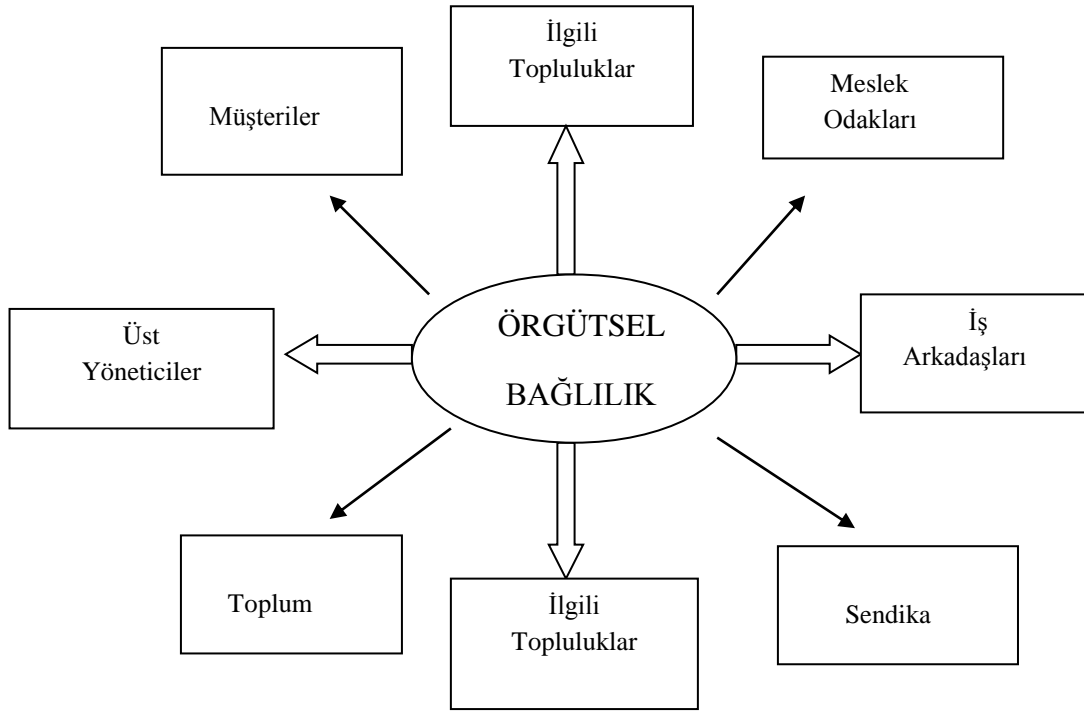 İlgili
Topluluklar
Müşteriler
Meslek
Odakları
ÖRGÜTSEL
BAĞLILIK
Üst
Yöneticiler
İş
Arkadaşları
Toplum
İlgili
Topluluklar
Sendika